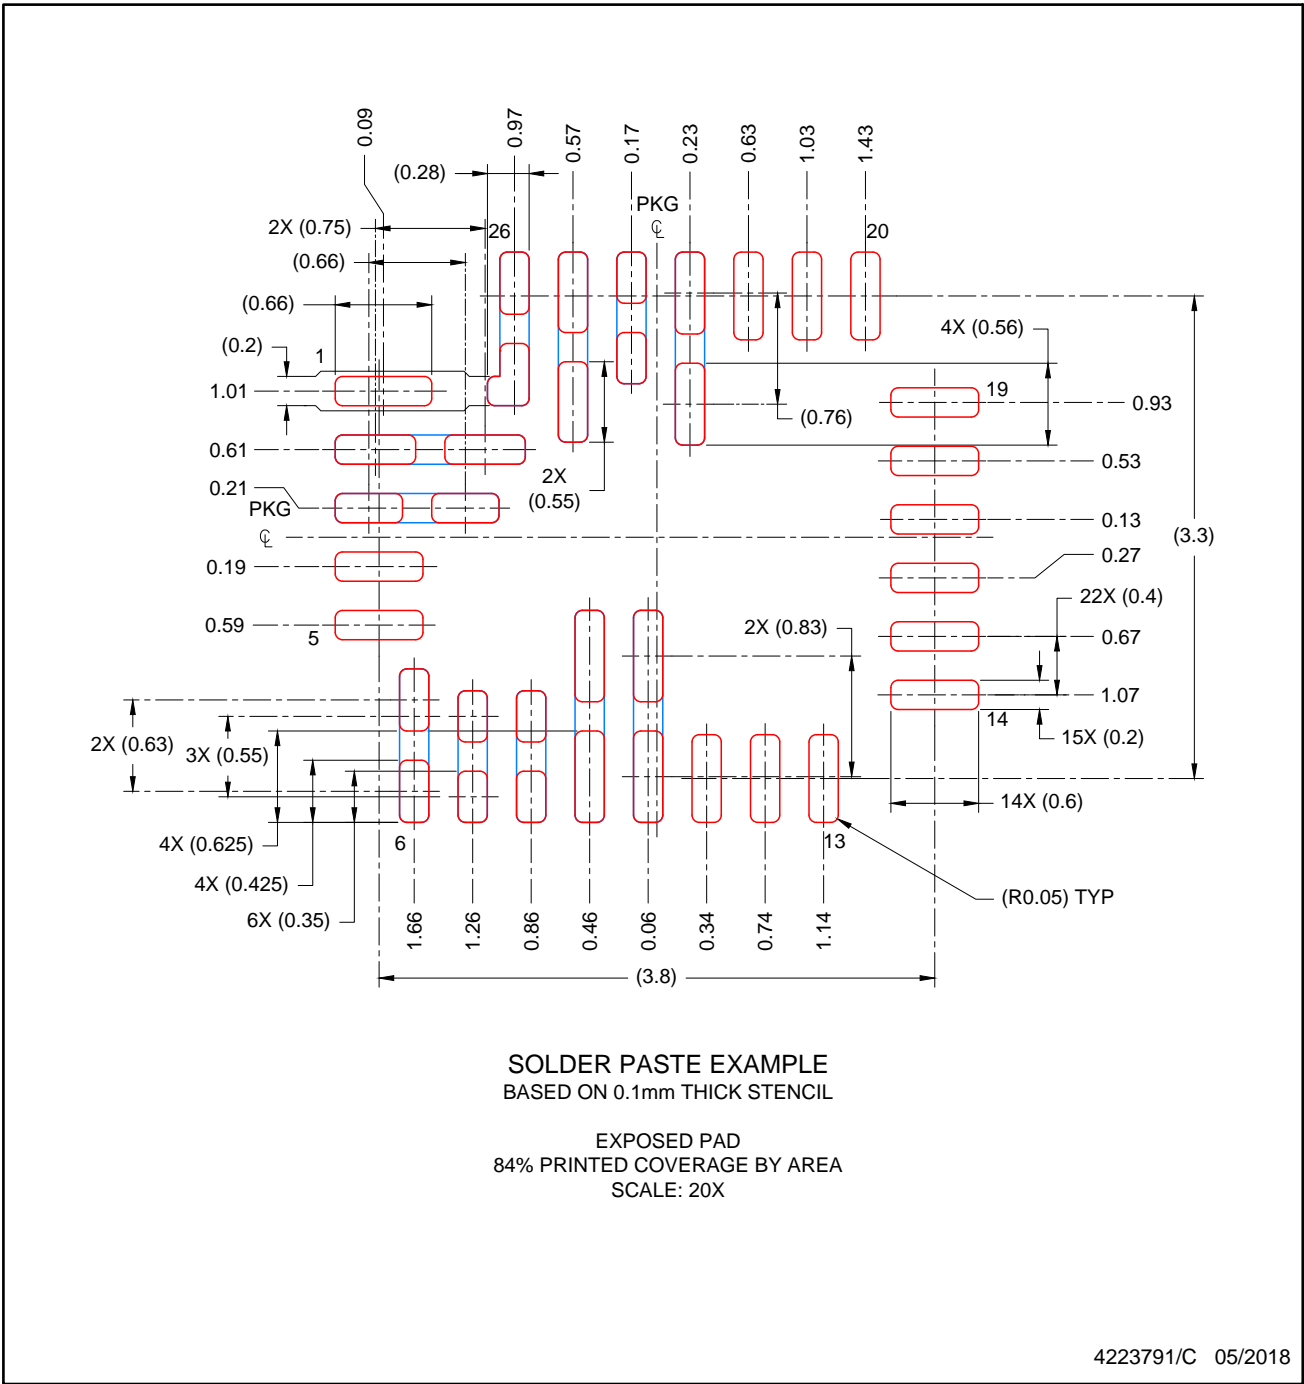 0.09
0.97
0.57
0.17
0.23
0.63
1.03
1.43
(0.28)
PKG
℄
2X (0.75)
26
20
(0.66)
(0.66)
4X (0.56)
(0.2)
1
1.01
19
0.93
(0.76)
0.61
0.53
2X
(0.55)
0.21
PKG
℄
0.13
(3.3)
0.27
0.19
22X (0.4)
0.59
5
2X (0.83)
0.67
1.07
14
15X (0.2)
2X (0.63)
3X (0.55)
14X (0.6)
4X (0.625)
6
13
4X (0.425)
(R0.05) TYP
6X (0.35)
1.66
1.26
0.86
0.46
0.06
0.34
0.74
1.14
(3.8)
SOLDER PASTE EXAMPLE
BASED ON 0.1mm THICK STENCIL
EXPOSED PAD
84% PRINTED COVERAGE BY AREA
SCALE: 20X
4223791/C 05/2018